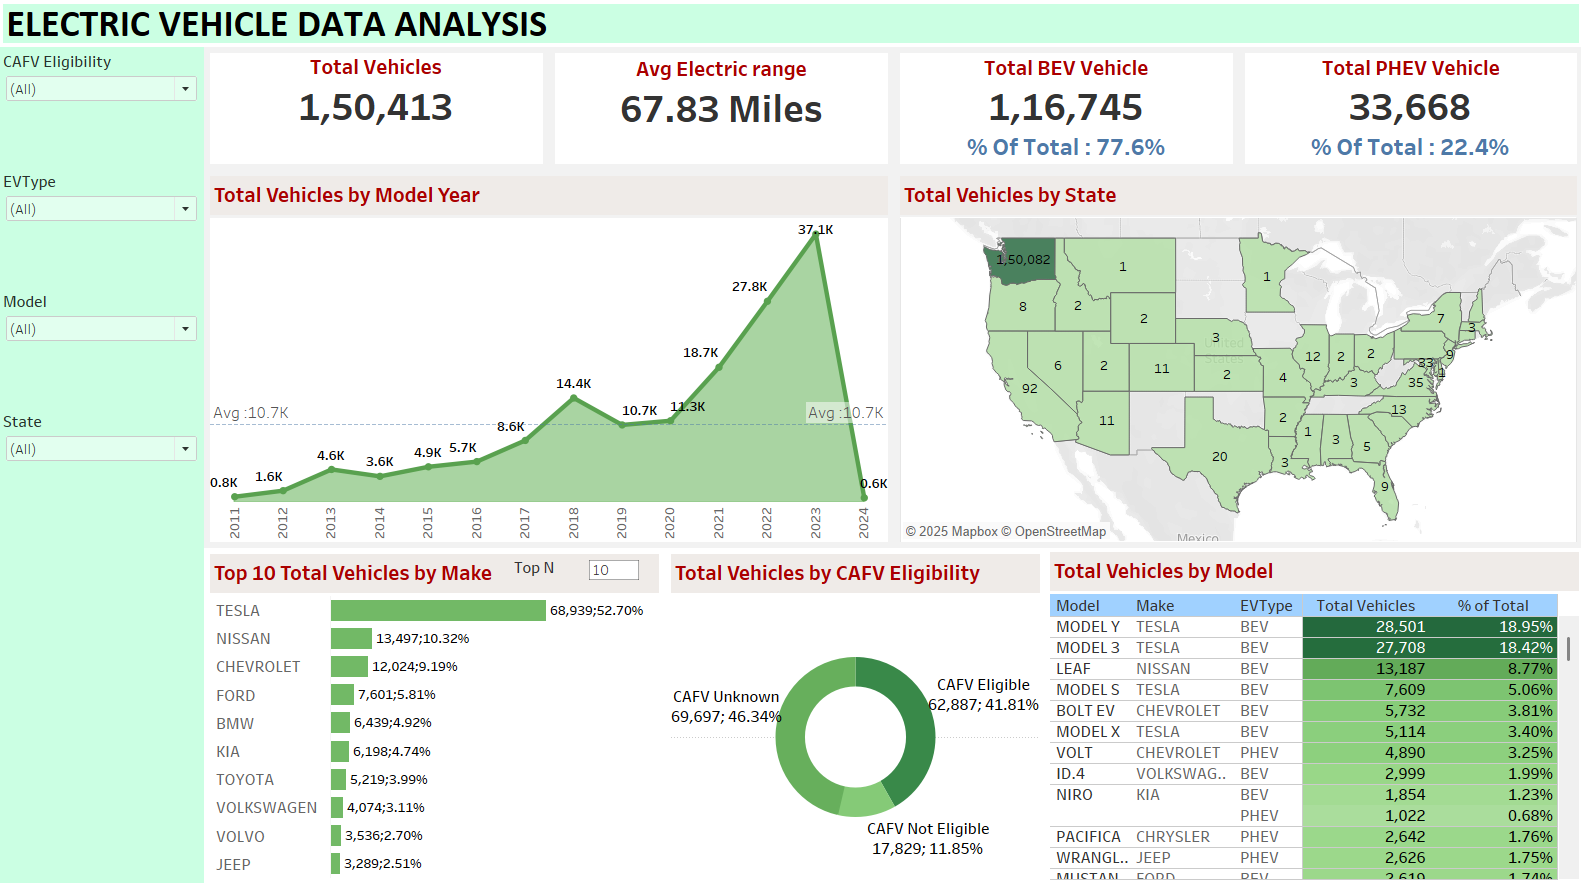 ELECTRIC VEHICLE DATA ANALYSIS
CAFV Eligibility
(All)
EVType
(All)
Model
(All)
State
(All)
Total Vehicles
1,50,413
Avg Electric range
67.83 Miles
Total BEV Vehicle
1,16,745
% Of Total : 77.6%
Total PHEV Vehicle
33,668
% Of Total : 22.4%
Total Vehicles by Model Year
37.1K
27.8K
18.7K
14.4K
Avg :10.7K
10.7K
11.3K
Avg :10.7K
8.6K
4.6K
3.6K
4.9K
5.7K
0.8K
1.6K
0.6K
2011
2012
2013
2014
2015
2016
2017
2018
2019
2020
2021
2022
2023
2024
Total Vehicles by State
1,50,082
1
1
8
2
2
3
7
3
92
6
2
11
2
4
12
2
2
9
33
1
3
35
11
20
2
3
1
3
5
13
9
United States
Mexico
© 2025 Mapbox © OpenStreetMap
Top 10 Total Vehicles by Make
Top N
10
TESLA 68,939;52.70%
NISSAN 13,497;10.32%
CHEVROLET 12,024;9.19%
FORD 7,601;5.81%
BMW 6,439;4.92%
KIA 6,198;4.74%
TOYOTA 5,219;3.99%
VOLKSWAGEN 4,074;3.11%
VOLVO 3,536;2.70%
JEEP 3,289;2.51%
Total Vehicles by CAFV Eligibility
CAFV Unknown
69,697; 46.34%
CAFV Eligible
62,887; 41.81%
CAFV Not Eligible
17,829; 11.85%
Total Vehicles by Model
Model Make EVType Total Vehicles % of Total
MODEL Y TESLA BEV 28,501 18.95%
MODEL 3 TESLA BEV 27,708 18.42%
LEAF NISSAN BEV 13,187 8.77%
MODEL S TESLA BEV 7,609 5.06%
BOLT EV CHEVROLET BEV 5,732 3.81%
MODEL X TESLA BEV 5,114 3.40%
VOLT CHEVROLET PHEV 4,890 3.25%
ID.4 VOLKSWAG.. BEV 2,999 1.99%
NIRO KIA BEV 1,854 1.23%
PHEV 1,022 0.68%
PACIFICA CHRYSLER PHEV 2,642 1.76%
WRANGL.. JEEP PHEV 2,626 1.75%
MUSTAN.. FORD BEV 2,619 1.74%